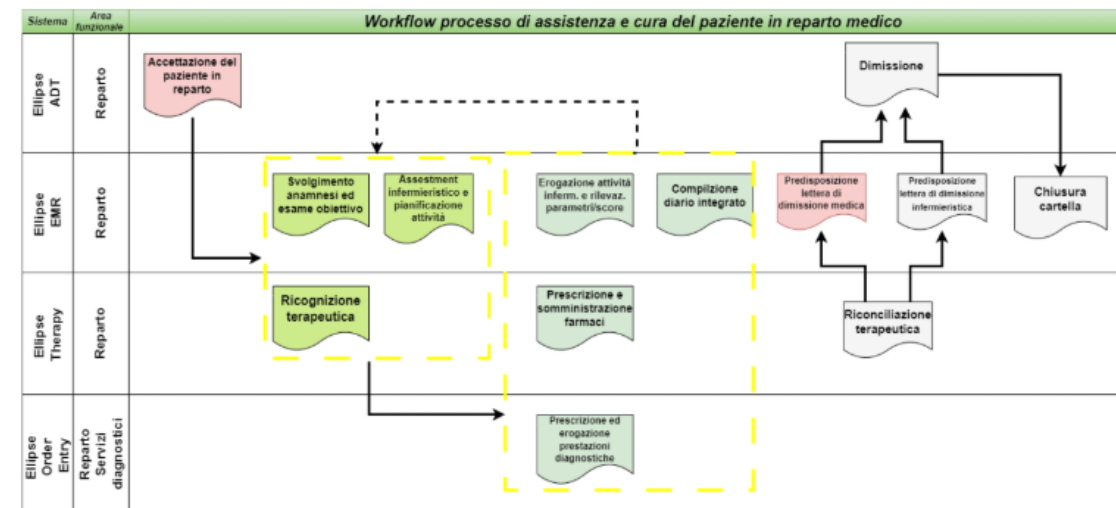 Sistema
Area
funzionale
Workflow processo di assistenza e cura del paziente in reparto medico
Ellipse
ADT
Reparto
Accettazione del
paziente in
reparto
Dimissione
Ellipse
EMR
Reparto
Svolgimento
anamnesi ed
esame obiettivo
Assestment
infermieristico e
pianificazione
attività
Erogazione attività
inferm. e rilevaz.
parametri/score
Compilzione
diario integrato
Predisposizione
lettera di
dimissione medica
Predisposizione
lettera di dimissione
infermieristica
Chiusura
cartella
Ellipse
Therapy
Reparto
Ricognizione
terapeutica
Prescrizione e
somministrazione
farmaci
Riconciliazione
terapeutica
Ellipse
Order
Entry
Reparto
Servizi
diagnostici
Prescrizione ed
erogazione
prestazioni
diagnostiche